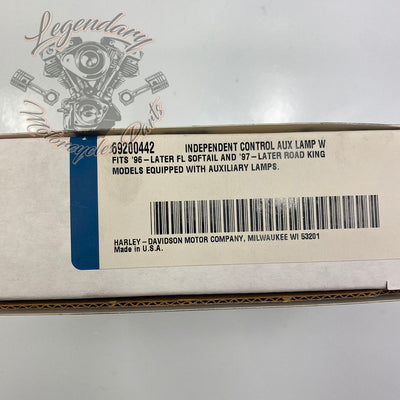 Legendary
Motorcycles Parts
69200442 INDEPENDENT CONTROL AUX LAMP W
FITS '96-LATER FL SOFTAIL AND '97-LATER ROAD KING
MODELS EQUIPPED WITH AUXILIARY LAMPS.
HARLEY-DAVIDSON MOTOR COMPANY, MILWAUKEE WI 53201
Made in U.S.A.